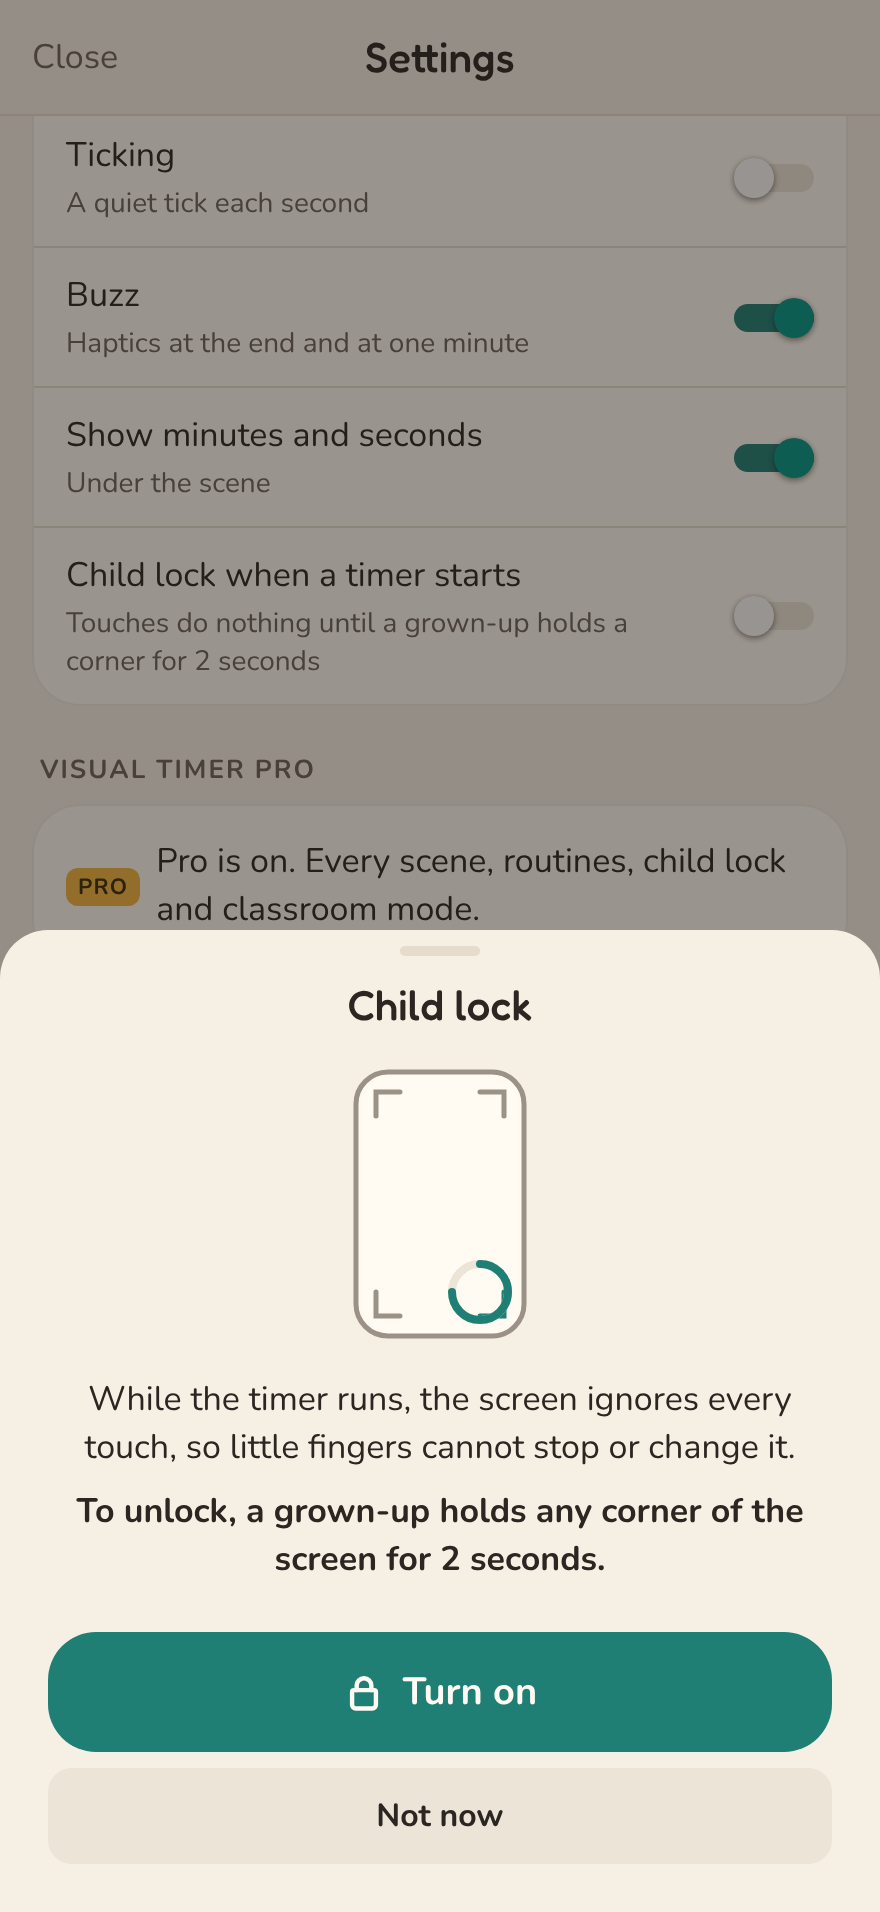 Close
Settings
Ticking
A quiet tick each second
Buzz
Haptics at the end and at one minute
Show minutes and seconds
Under the scene
Child lock when a timer starts
Touches do nothing until a grown-up holds a
corner for 2 seconds
VISUAL TIMER PRO
PRO
Pro is on. Every scene, routines, child lock
and classroom mode.
Child lock
While the timer runs, the screen ignores every
touch, so little fingers cannot stop or change it.
To unlock, a grown-up holds any corner of the
screen for 2 seconds.
Turn on
Not now